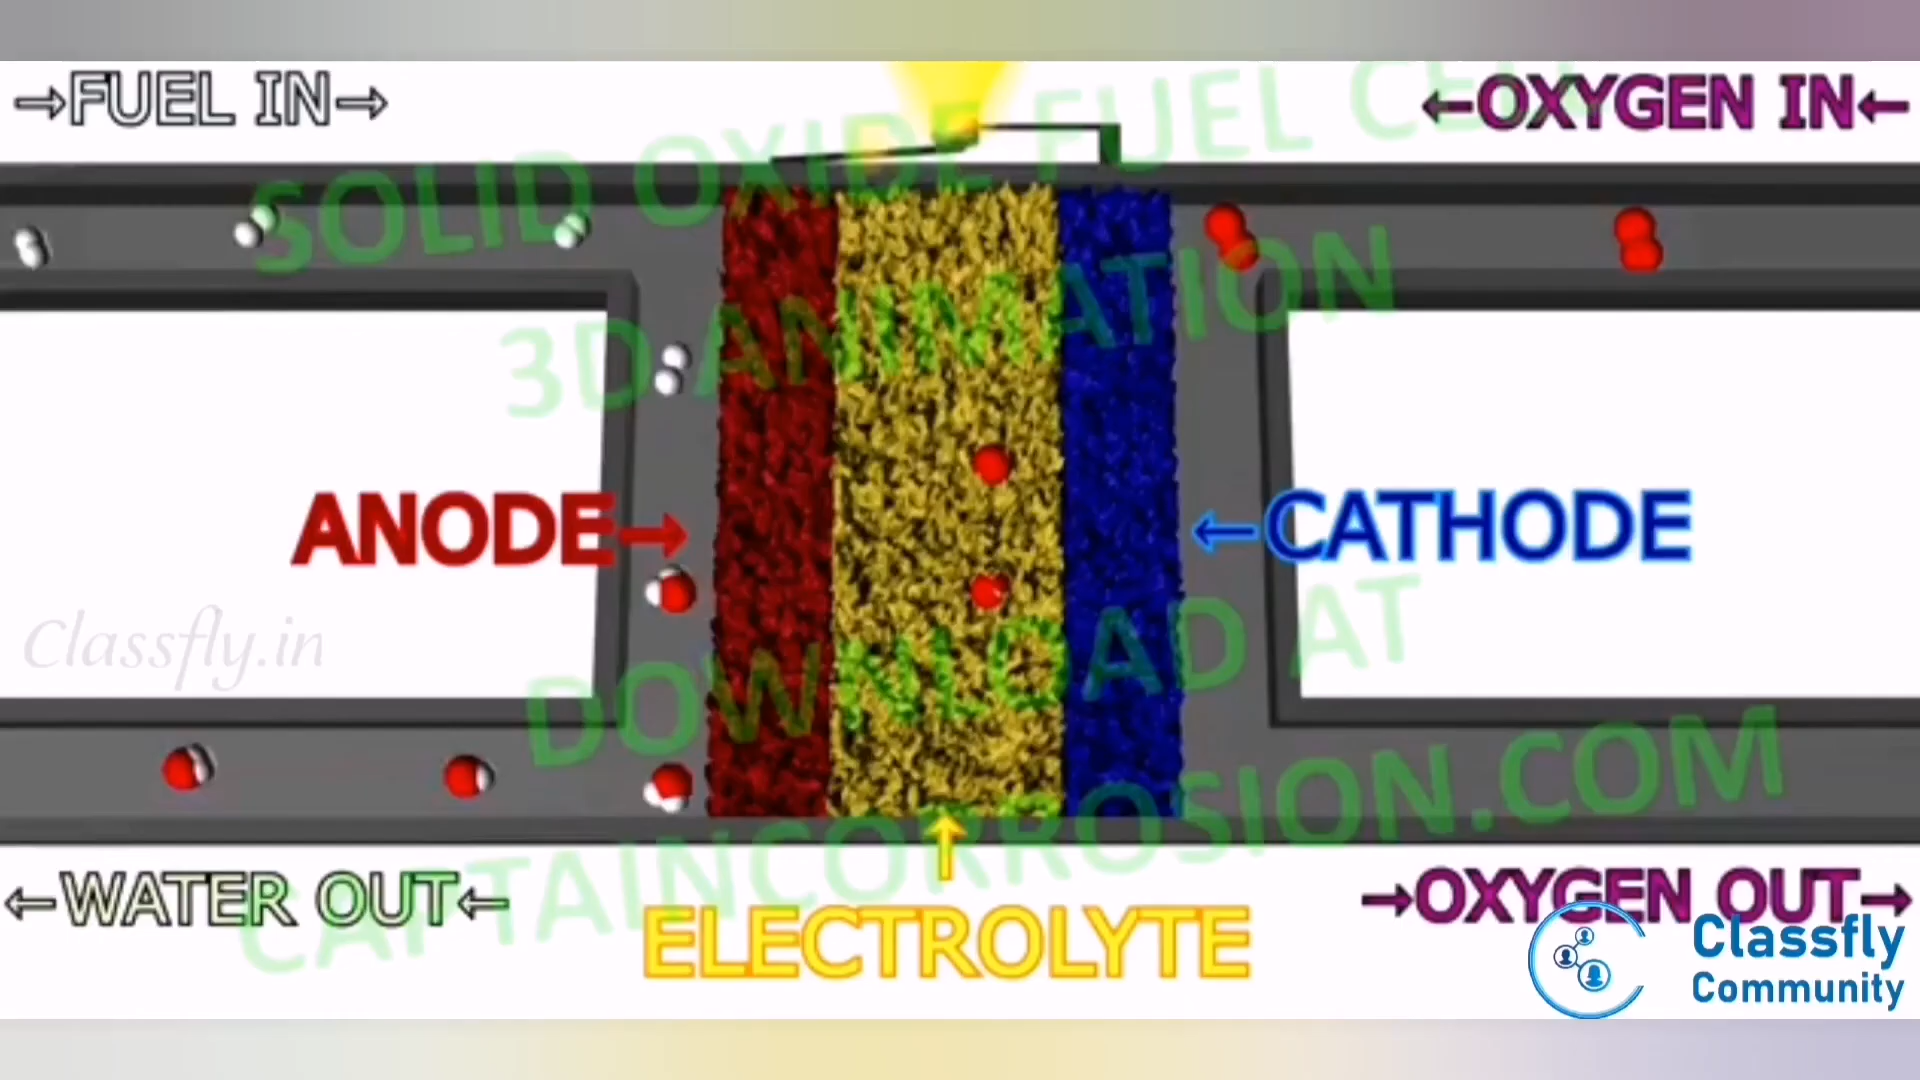 →FUEL IN→
←OXYGEN IN←
SOLID OXIDE FUEL CELL
3D ANIMATION
ANODE→
←CATHODE
Classfly.in
DOWNLOAD AT
CAPTAINCORROSION.COM
←WATER OUT←
ELECTROLYTE
→OXYGEN OUT→
Classfly
Community